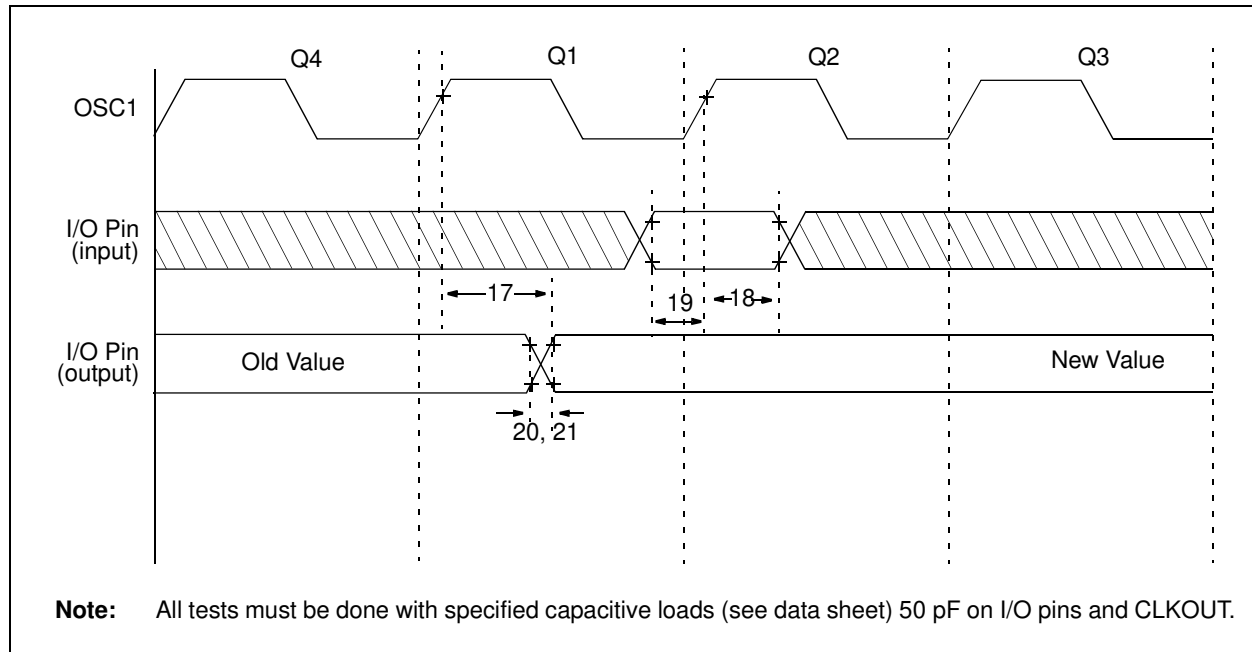 Q4 Q1 Q2 Q3
OSC1
I/O Pin
(input)
17
19
18
I/O Pin
(output)
Old Value
New Value
20, 21
Note: All tests must be done with specified capacitive loads (see data sheet) 50 pF on I/O pins and CLKOUT.